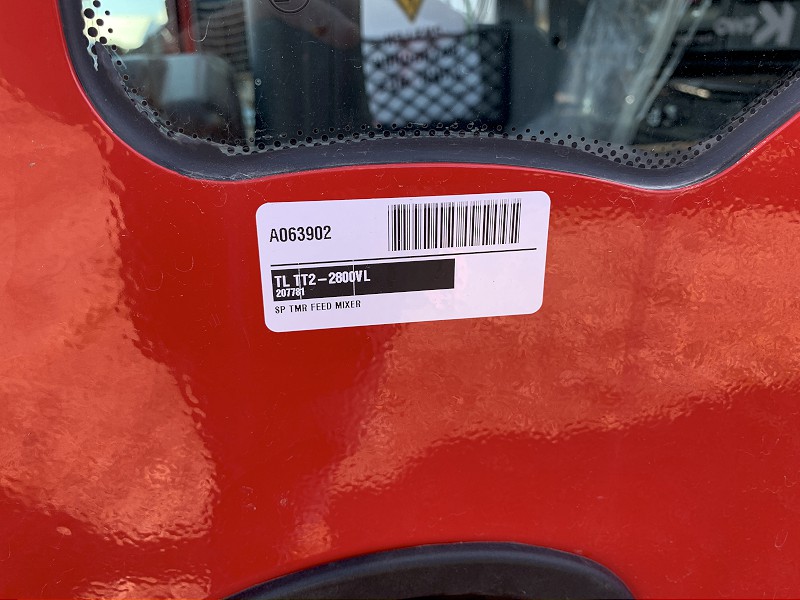 A063902
TL TT2-2800VL
207781
SP TMR FEED MIXER